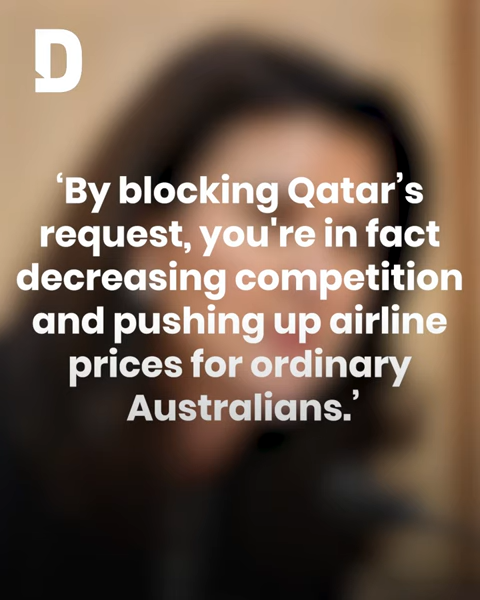 D
‘By blocking Qatar’s
request, you're in fact
decreasing competition
and pushing up airline
prices for ordinary
Australians.’